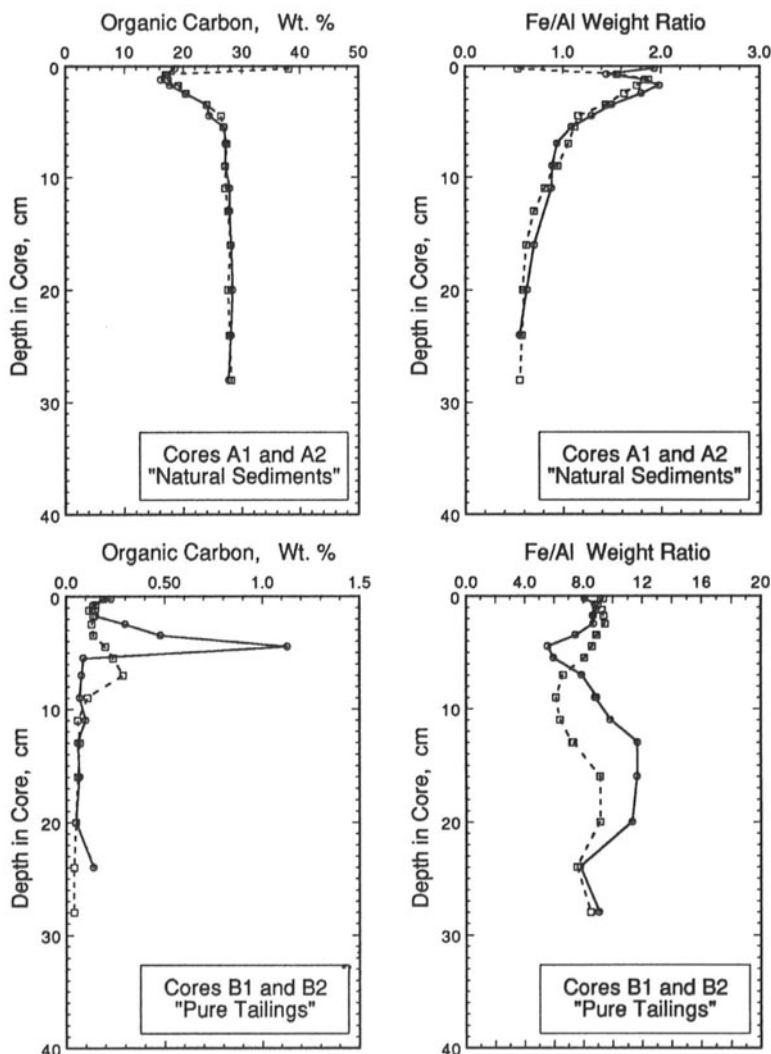 Organic Carbon, Wt. %
0 10 20 30 40 50
0
10
20
30
40
Depth in Core, cm
Cores A1 and A2
"Natural Sediments"
Fe/Al Weight Ratio
0.0 1.0 2.0 3.0
0
10
20
30
40
Depth in Core, cm
Cores A1 and A2
"Natural Sediments"
Organic Carbon, Wt. %
0.0 0.5 1.0 1.5
0
10
20
30
40
Depth in Core, cm
Cores B1 and B2
"Pure Tailings"
Fe/Al Weight Ratio
0.0 4.0 8.0 12 16 20
0
10
20
30
40
Depth in Core, cm
Cores B1 and B2
"Pure Tailings"